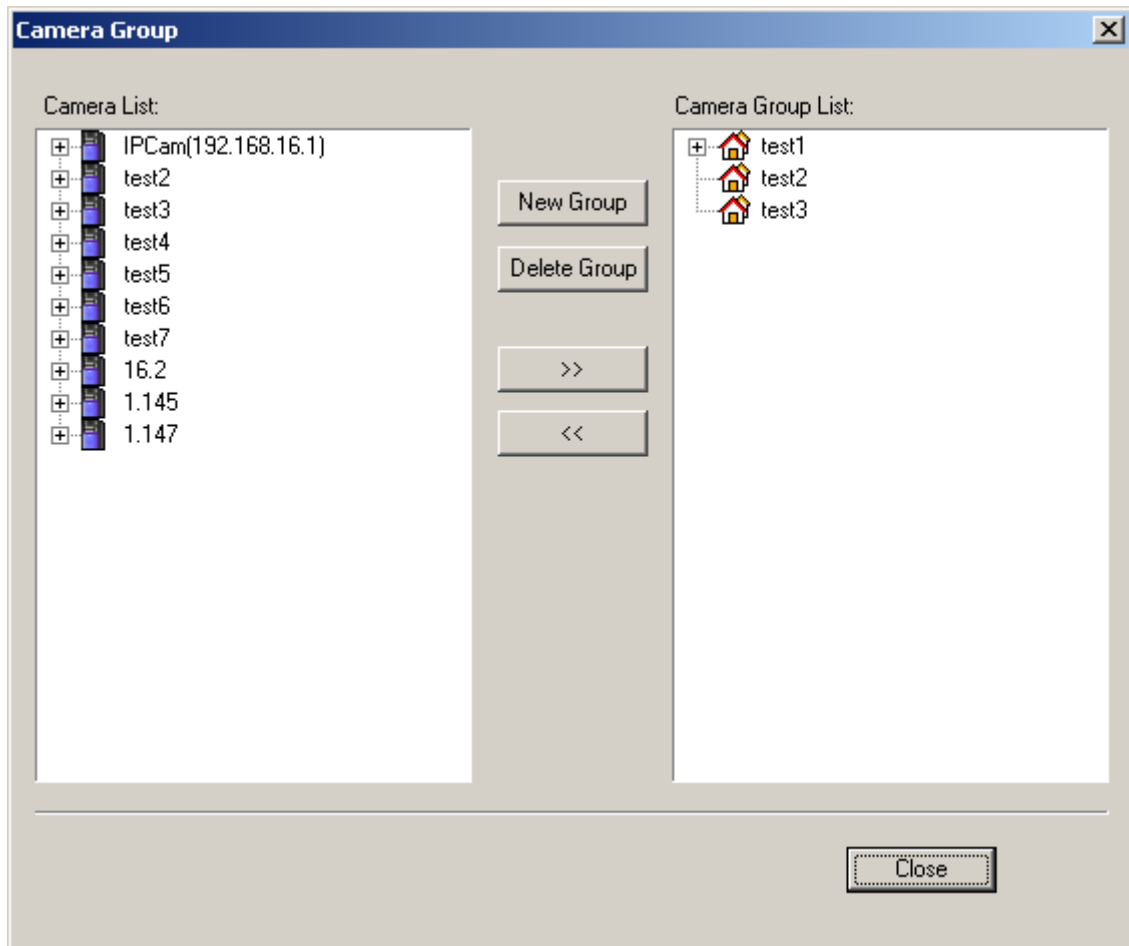 Camera Group
Camera List:
IPCam(192.168.16.1)
test2
test3
test4
test5
test6
test7
16.2
1.145
1.147
New Group
Delete Group
>>
<<
Camera Group List:
test1
test2
test3
Close